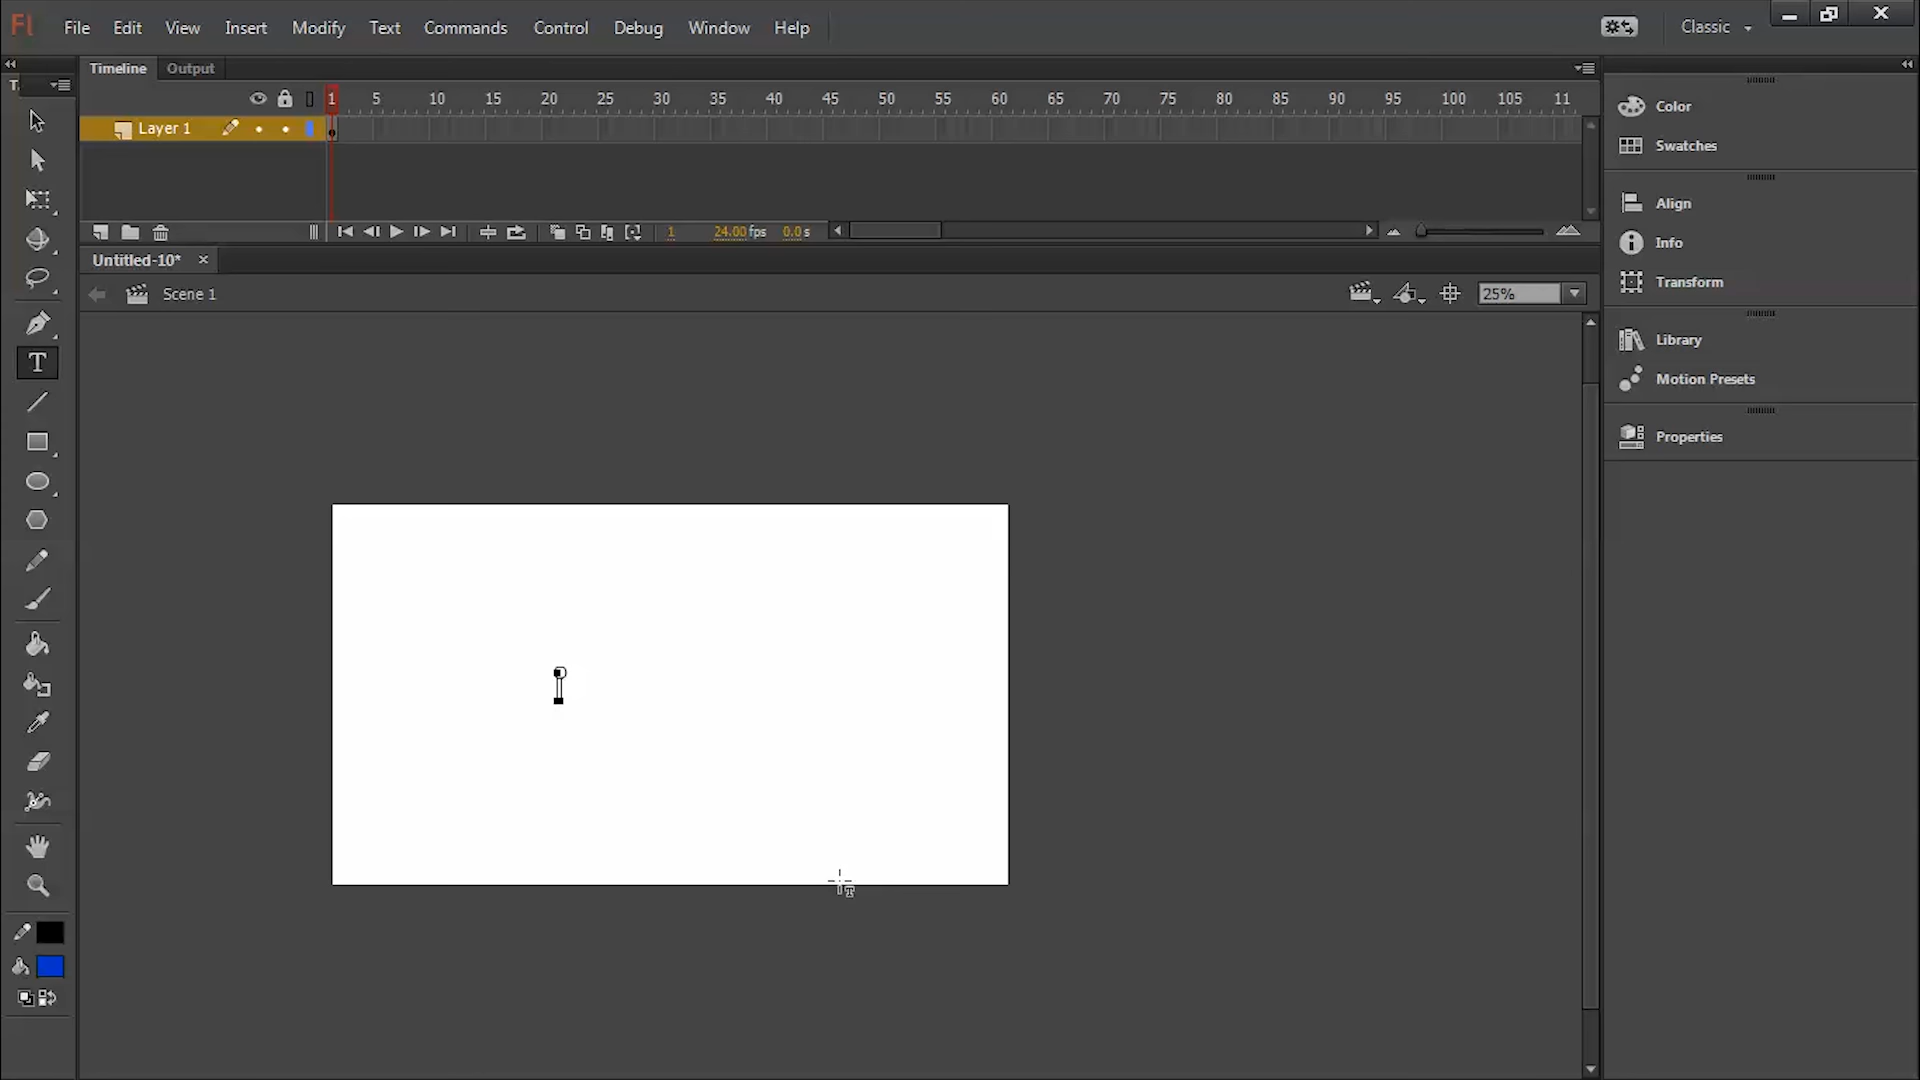 Fl File Edit View Insert Modify Text Commands Control Debug Window Help Classic
Timeline Output
T.
1 5 10 15 20 25 30 35 40 45 50 55 60 65 70 75 80 85 90 95 100 105 11
Layer 1
1 24.00 fps 0.0 s
Untitled-10* ×
Scene 1 25%
T
Color
Swatches
Align
Info
Transform
Library
Motion Presets
Properties